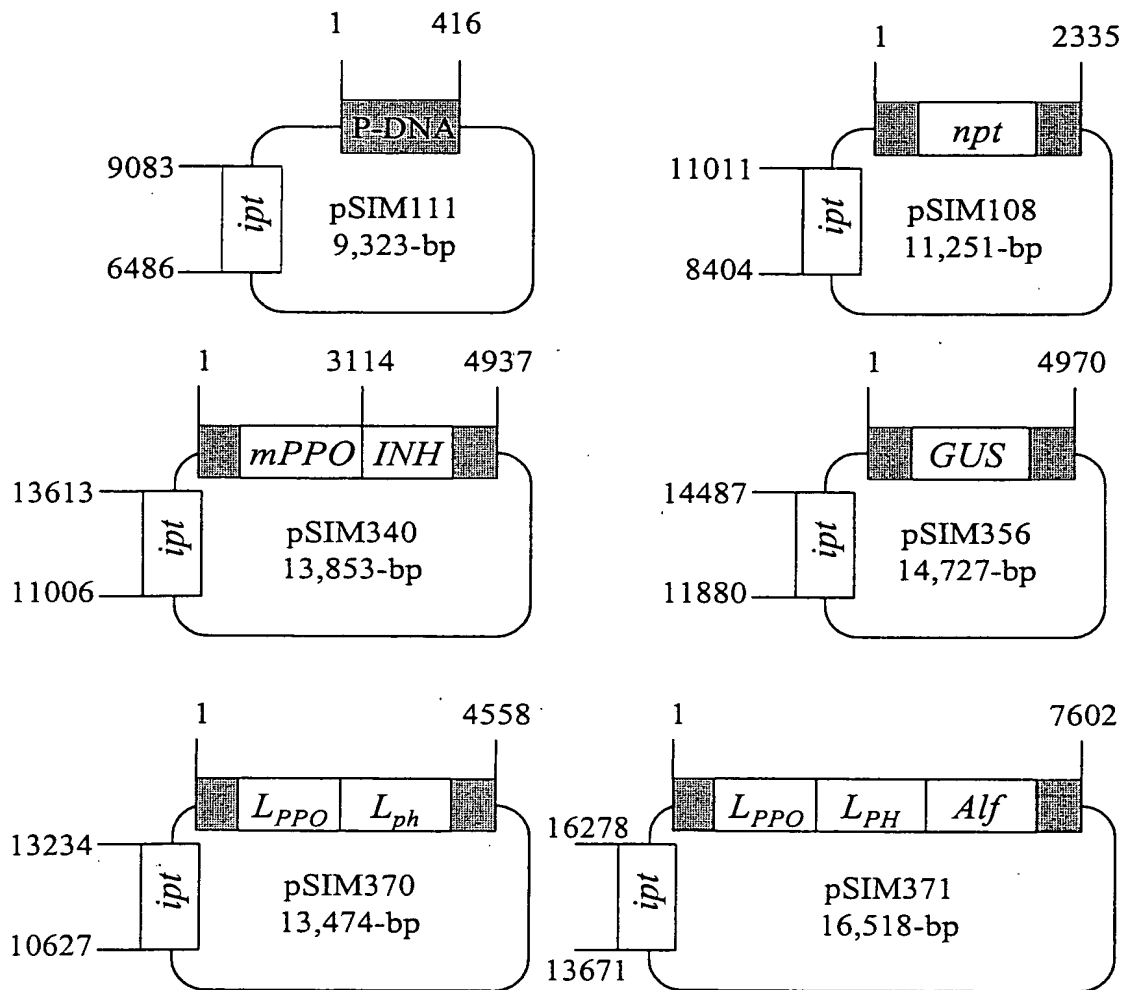 1 416
P-DNA
9083
ipt
6486
pSIM111
9,323-bp
1 2335
npt
11011
ipt
8404
pSIM108
11,251-bp
1 3114 4937
mPPO INH
13613
ipt
11006
pSIM340
13,853-bp
1 4970
GUS
14487
ipt
11880
pSIM356
14,727-bp
1 4558
LPPO Lph
13234
ipt
10627
pSIM370
13,474-bp
1 7602
LPPO LPH Alf
16278
ipt
13671
pSIM371
16,518-bp